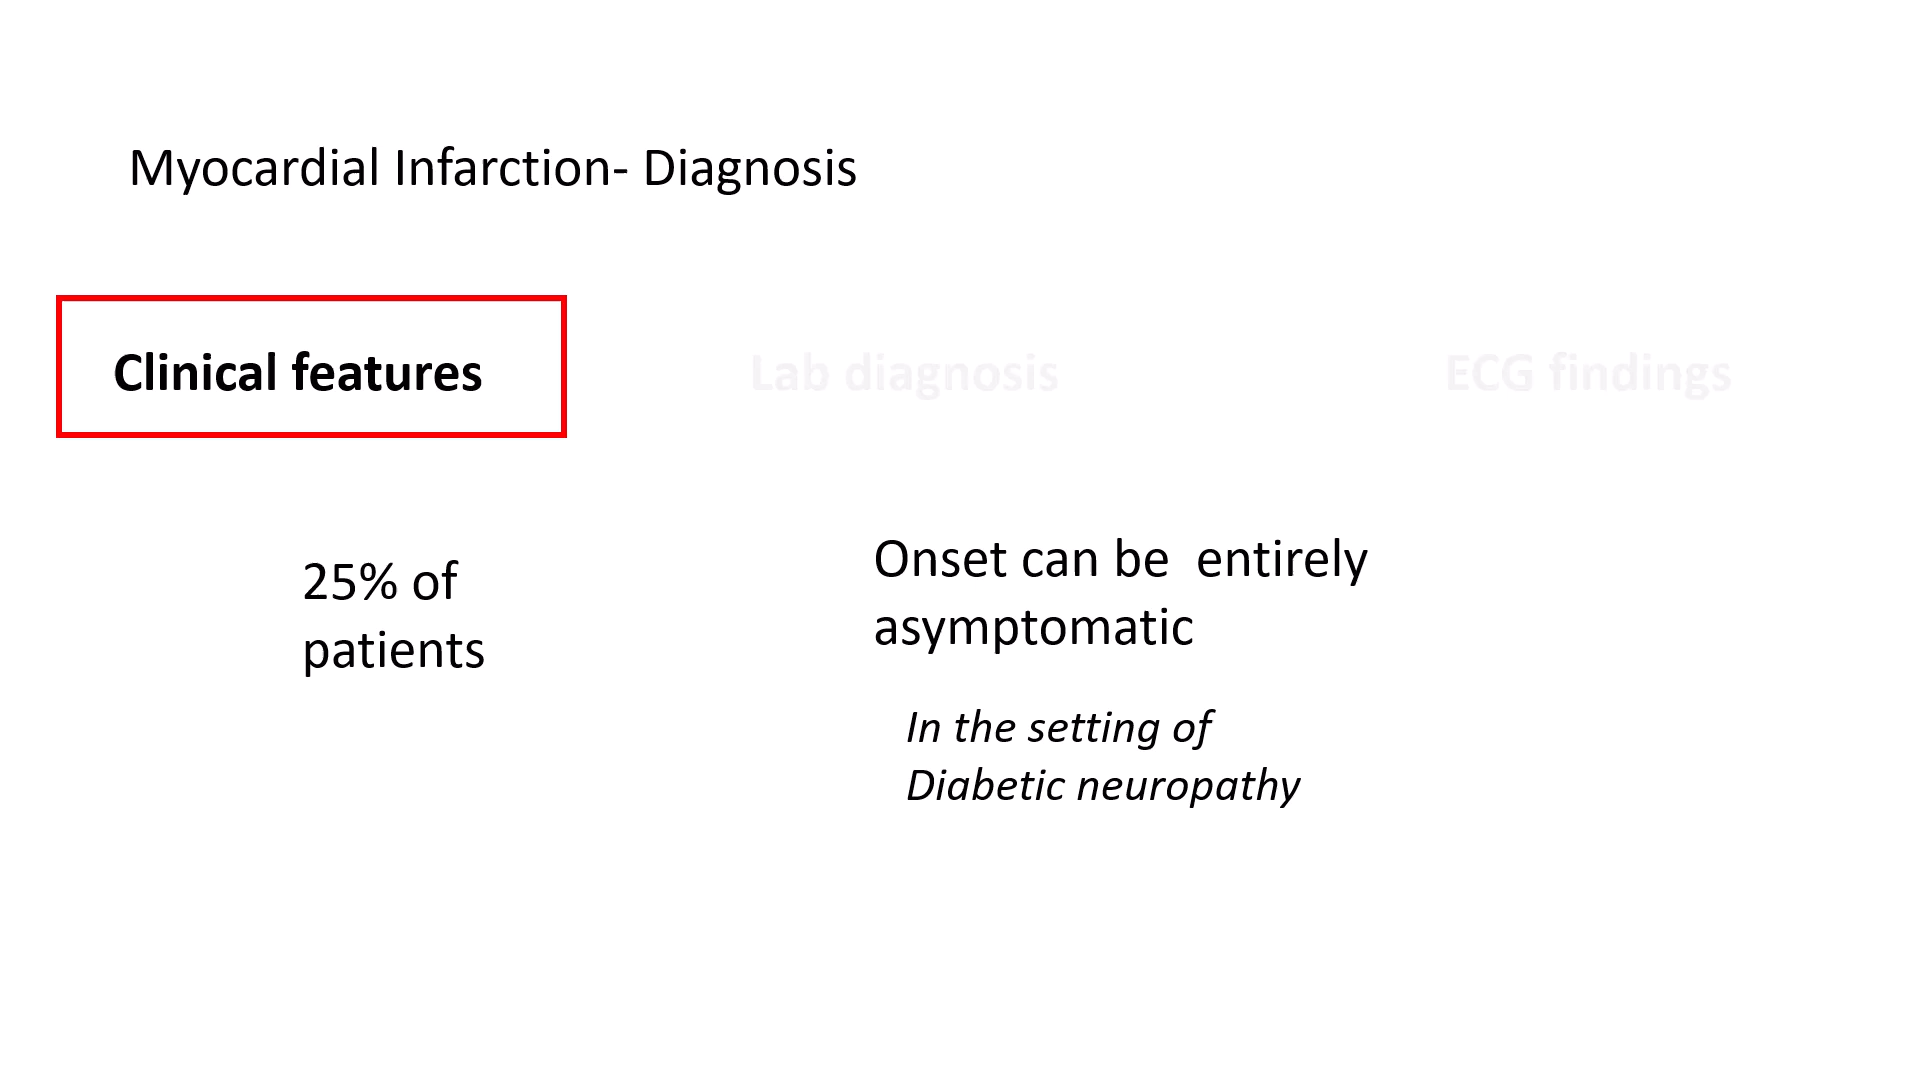 Myocardial Infarction- Diagnosis
Clinical features
Lab diagnosis
ECG findings
25% of
patients
Onset can be  entirely
asymptomatic
In the setting of
Diabetic neuropathy